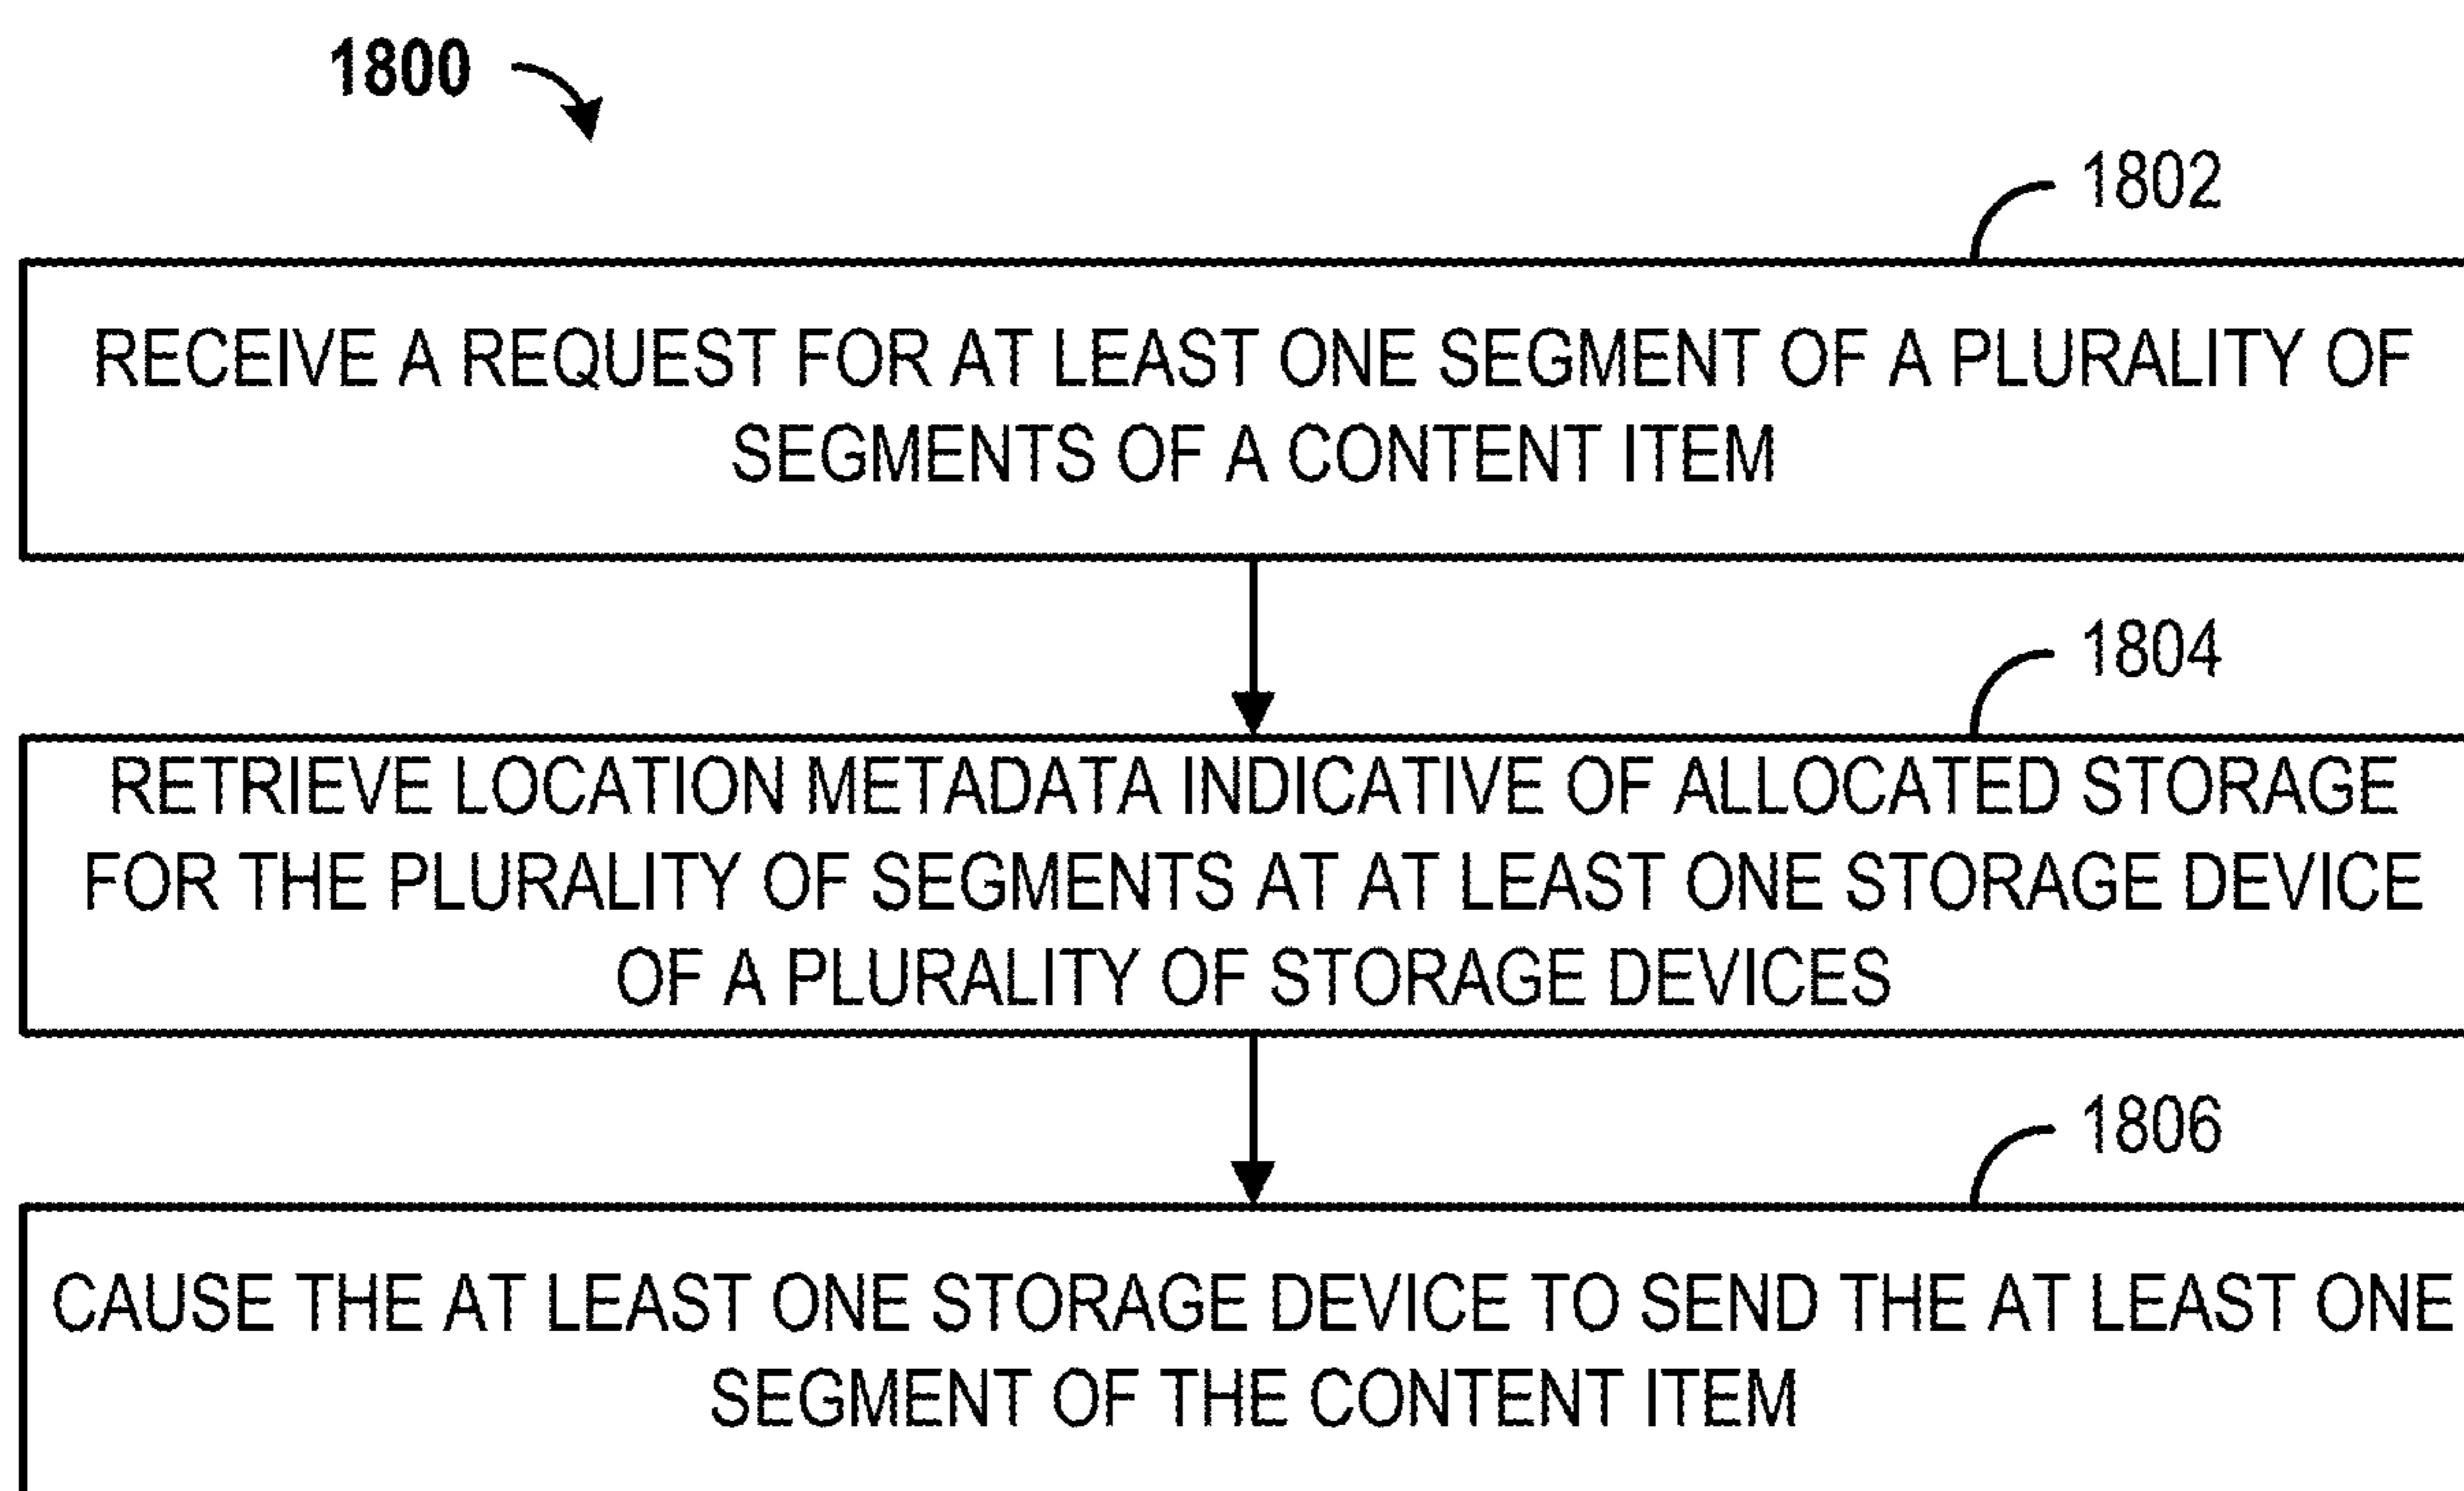 1800
1802
RECEIVE A REQUEST FOR AT LEAST ONE SEGMENT OF A PLURALITY OF
SEGMENTS OF A CONTENT ITEM
1804
RETRIEVE LOCATION METADATA INDICATIVE OF ALLOCATED STORAGE
FOR THE PLURALITY OF SEGMENTS AT AT LEAST ONE STORAGE DEVICE
OF A PLURALITY OF STORAGE DEVICES
1806
CAUSE THE AT LEAST ONE STORAGE DEVICE TO SEND THE AT LEAST ONE
SEGMENT OF THE CONTENT ITEM